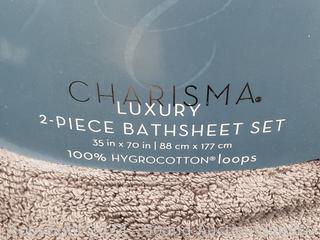 CHARISMA®
LUXURY
2-PIECE BATHSHEET SET
35 in x 70 in | 88 cm x 177 cm
100% HYGROCOTTON® loops